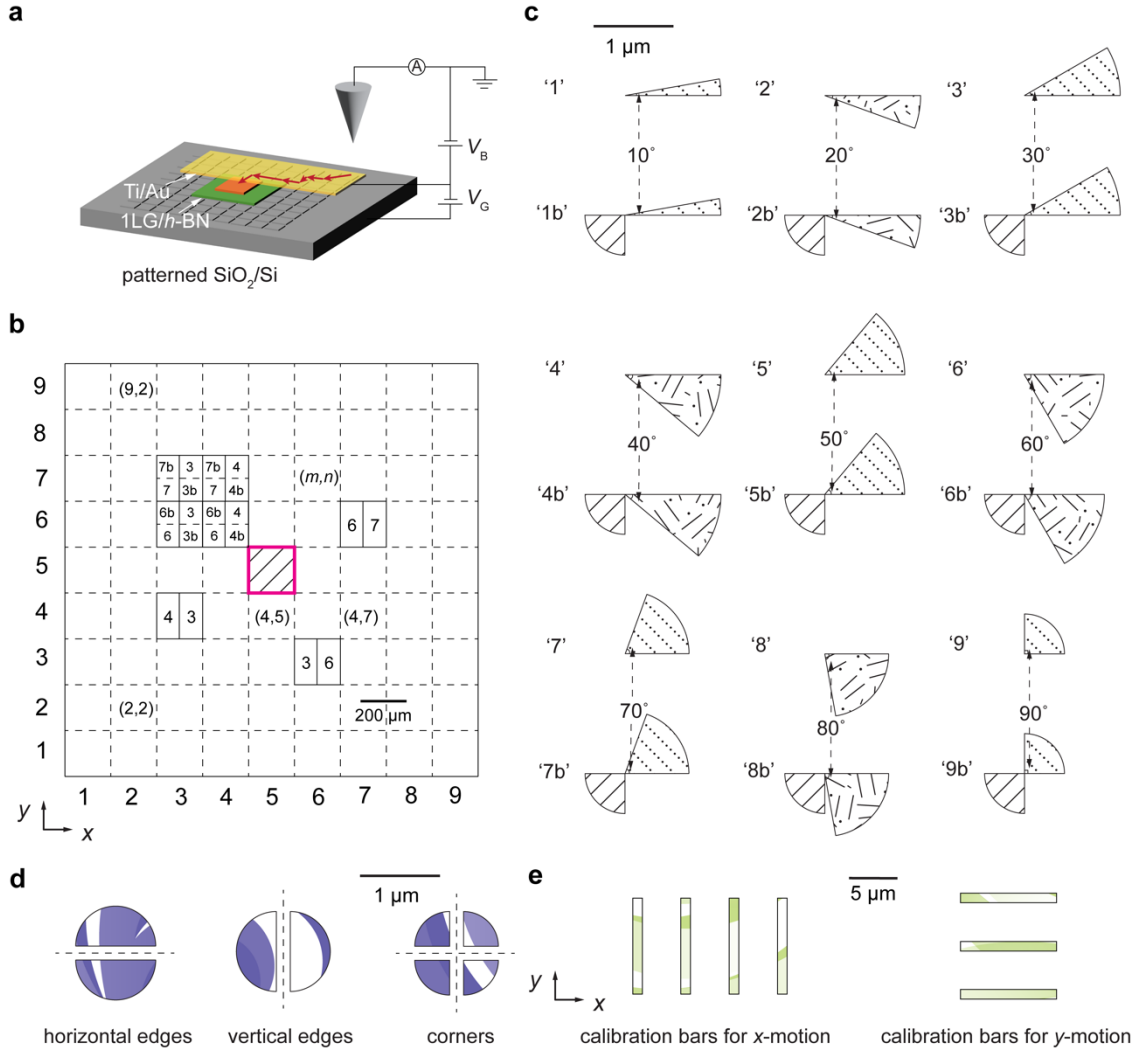 a
A
V_B
V_G
Ti/Au
1LG/h-BN
patterned SiO₂/Si
b
9
8
7
6
5
4
3
2
1
(9,2)
7b 3 7b 4
7 3b 7 4b
(m,n)
6b 3 6b 4
6 3b 6 4b
6 7
4 3
(4,5)
(4,7)
3 6
(2,2)
200 µm
1 2 3 4 5 6 7 8 9
y
x
c
1 µm
‘1’
‘2’
‘3’
10°
20°
30°
‘1b’
‘2b’
‘3b’
‘4’
‘5’
‘6’
40°
50°
60°
‘4b’
‘5b’
‘6b’
‘7’
‘8’
‘9’
70°
80°
90°
‘7b’
‘8b’
‘9b’
d
1 µm
horizontal edges
vertical edges
corners
e
5 µm
y
x
calibration bars for x-motion
calibration bars for y-motion